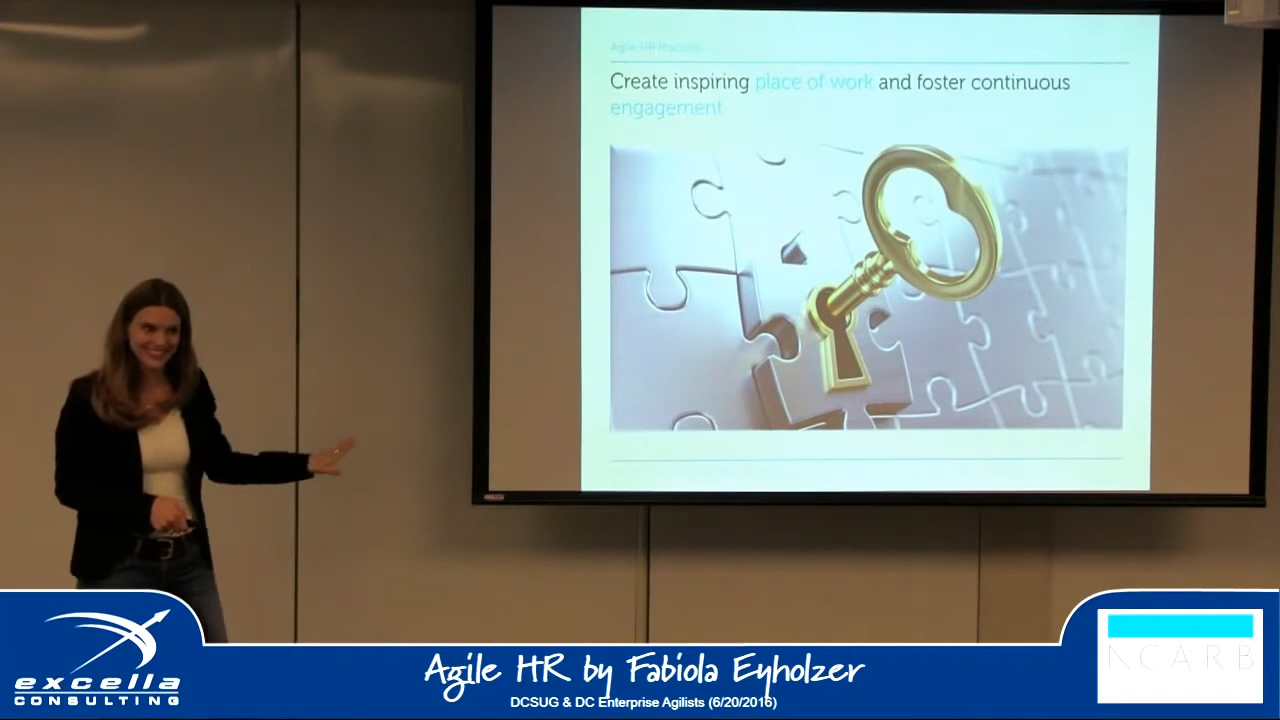 Agile HR Practices
Create inspiring place of work and foster continuous
engagement
excella
CONSULTING
Agile HR by Fabiola Eyholzer
DCSUG & DC Enterprise Agilists (6/20/2016)
NCARB